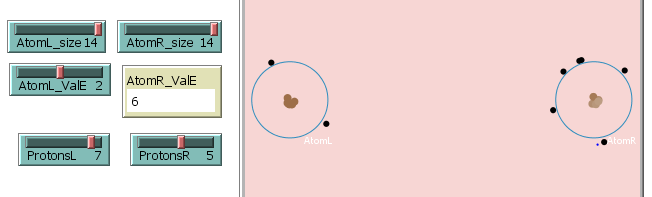 AtomL_size 14
AtomR_size 14
AtomL_ValE 2
AtomR_ValE
6
ProtonsL 7
ProtonsR 5
AtomL
AtomR